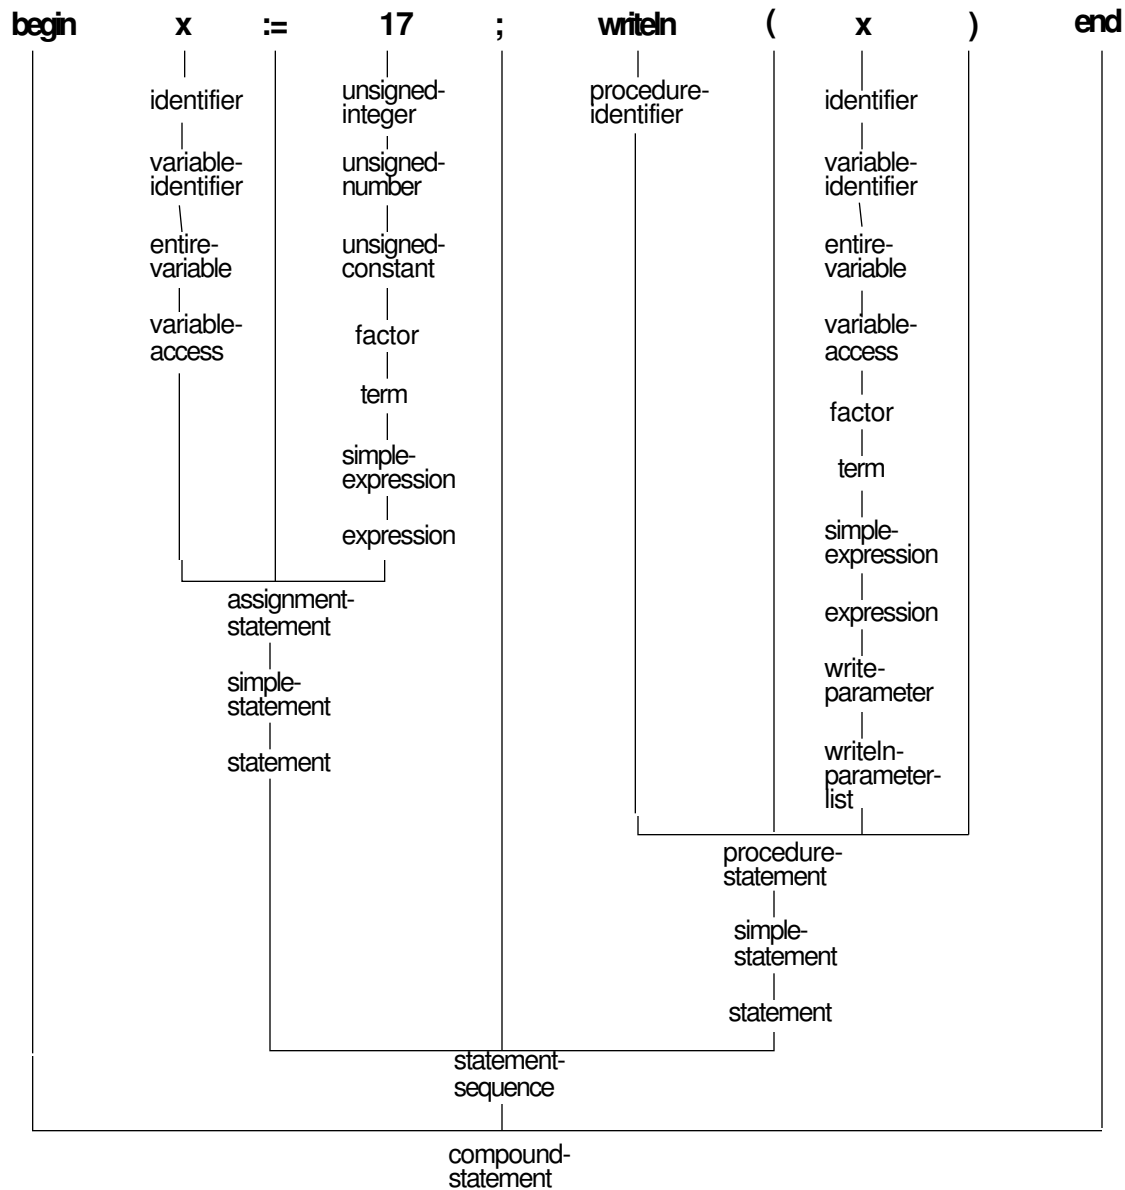 begin x := 17 ; writeln ( x ) end
identifier
variable-
identifier
entire-
variable
variable-
access
unsigned-
integer
unsigned-
number
unsigned-
constant
factor
term
simple-
expression
expression
assignment-
statement
simple-
statement
statement
procedure-
identifier
identifier
variable-
identifier
entire-
variable
variable-
access
factor
term
simple-
expression
expression
write-
parameter
writeln-
parameter-
list
procedure-
statement
simple-
statement
statement
statement-
sequence
compound-
statement